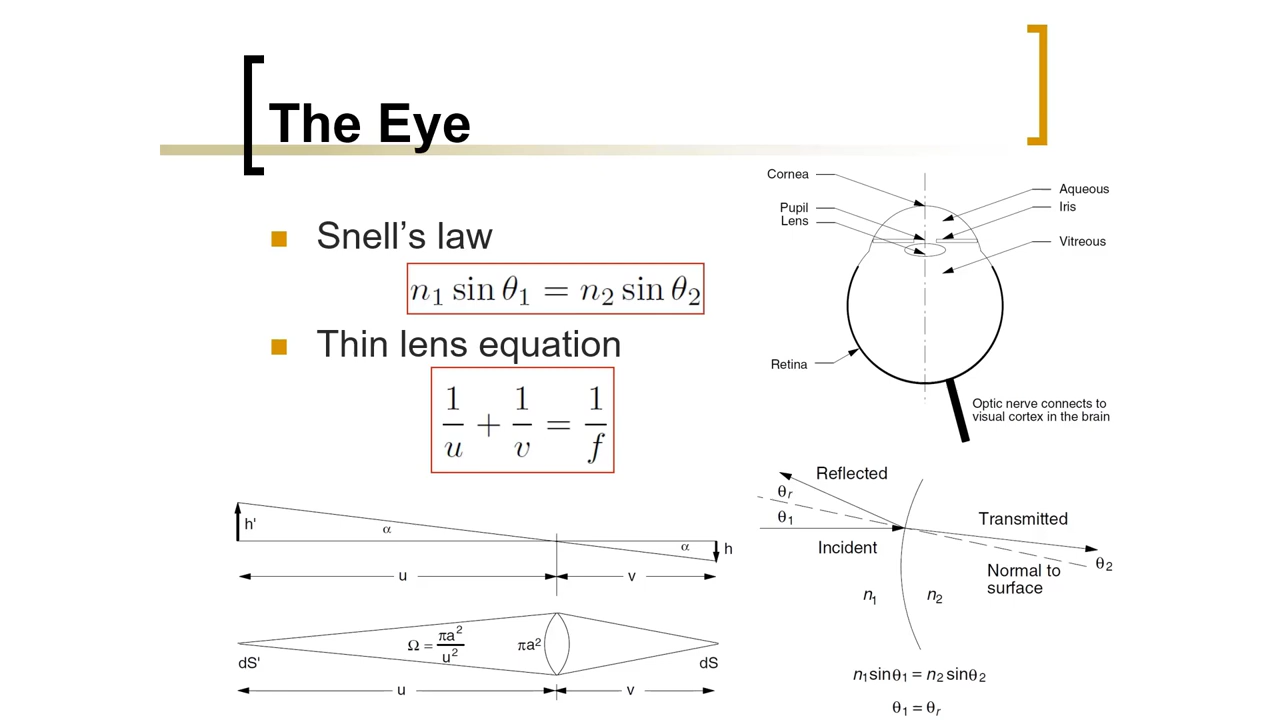 The Eye
Snell’s law
n₁ sin θ₁ = n₂ sin θ₂
Thin lens equation
1/u + 1/v = 1/f
Cornea
Pupil
Lens
Aqueous
Iris
Vitreous
Retina
Optic nerve connects to
visual cortex in the brain
h'
α
α
h
u
v
Ω = πa²/u²
πa²
dS'
dS
u
v
Reflected
θr
θ₁
Incident
Transmitted
θ₂
Normal to
surface
n₁
n₂
n₁sinθ₁ = n₂ sinθ₂
θ₁ = θr